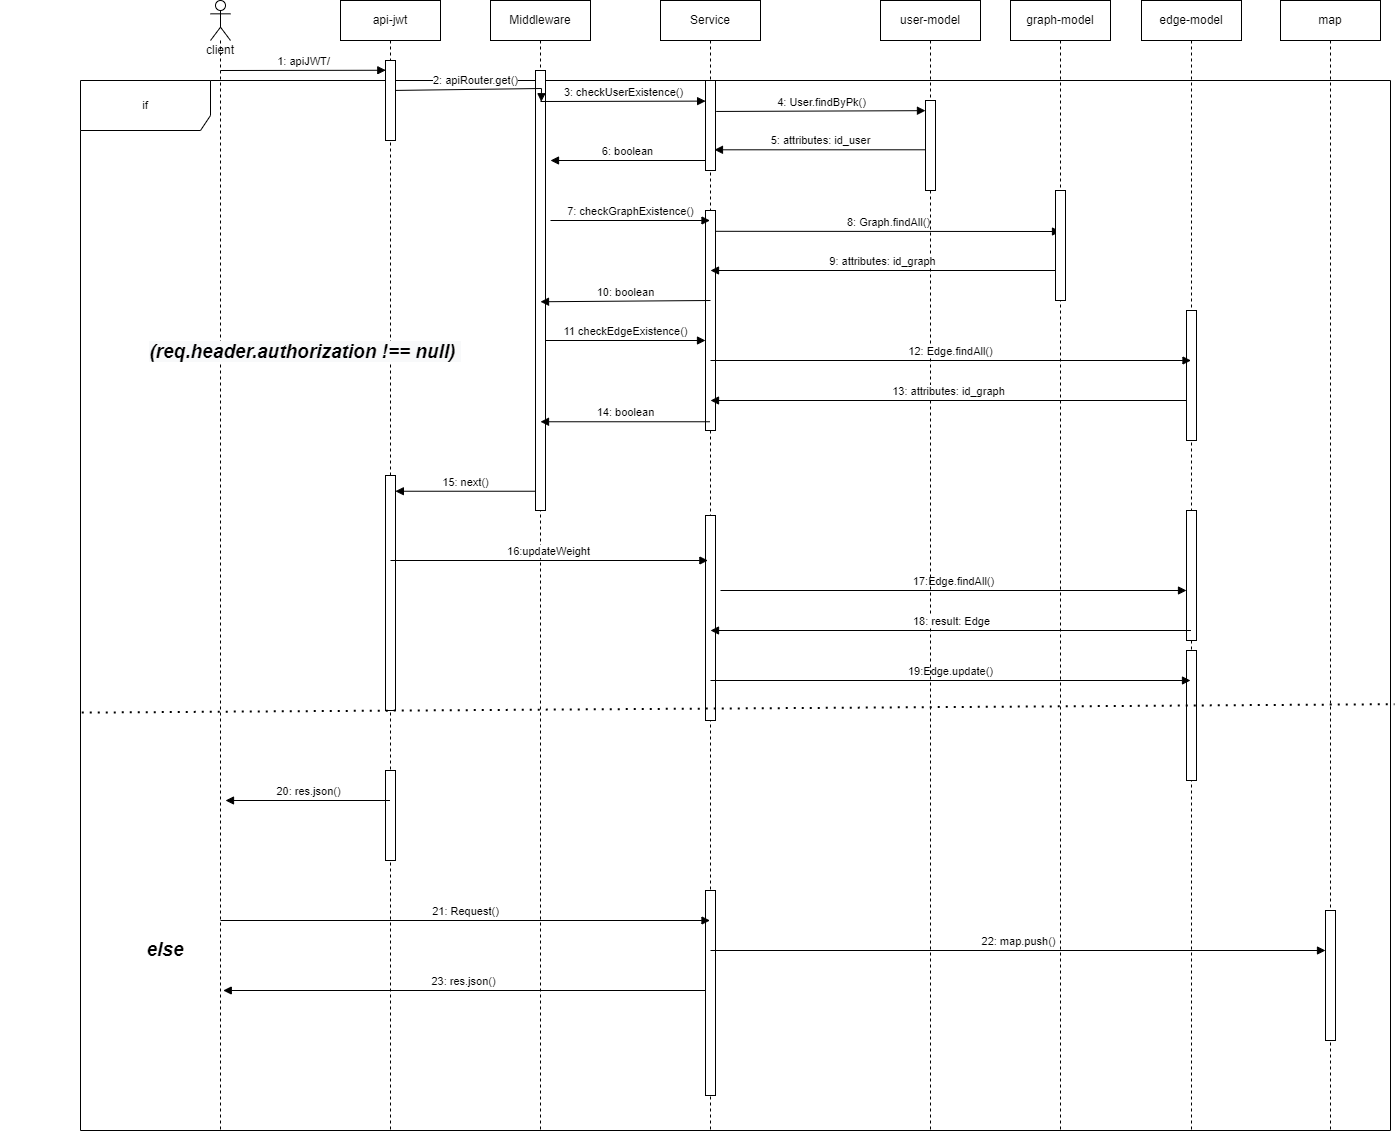 client
api-jwt
Middleware
Service
user-model
graph-model
edge-model
map
1: apiJWT/
if
2: apiRouter.get()
3: checkUserExistence()
4: User.findByPk()
5: attributes: id_user
6: boolean
7: checkGraphExistence()
8: Graph.findAll()
9: attributes: id_graph
10: boolean
11 checkEdgeExistence()
(req.header.authorization !== null)
12: Edge.findAll()
13: attributes: id_graph
14: boolean
15: next()
16:updateWeight
17:Edge.findAll()
18: result: Edge
19:Edge.update()
20: res.json()
21: Request()
else
22: map.push()
23: res.json()